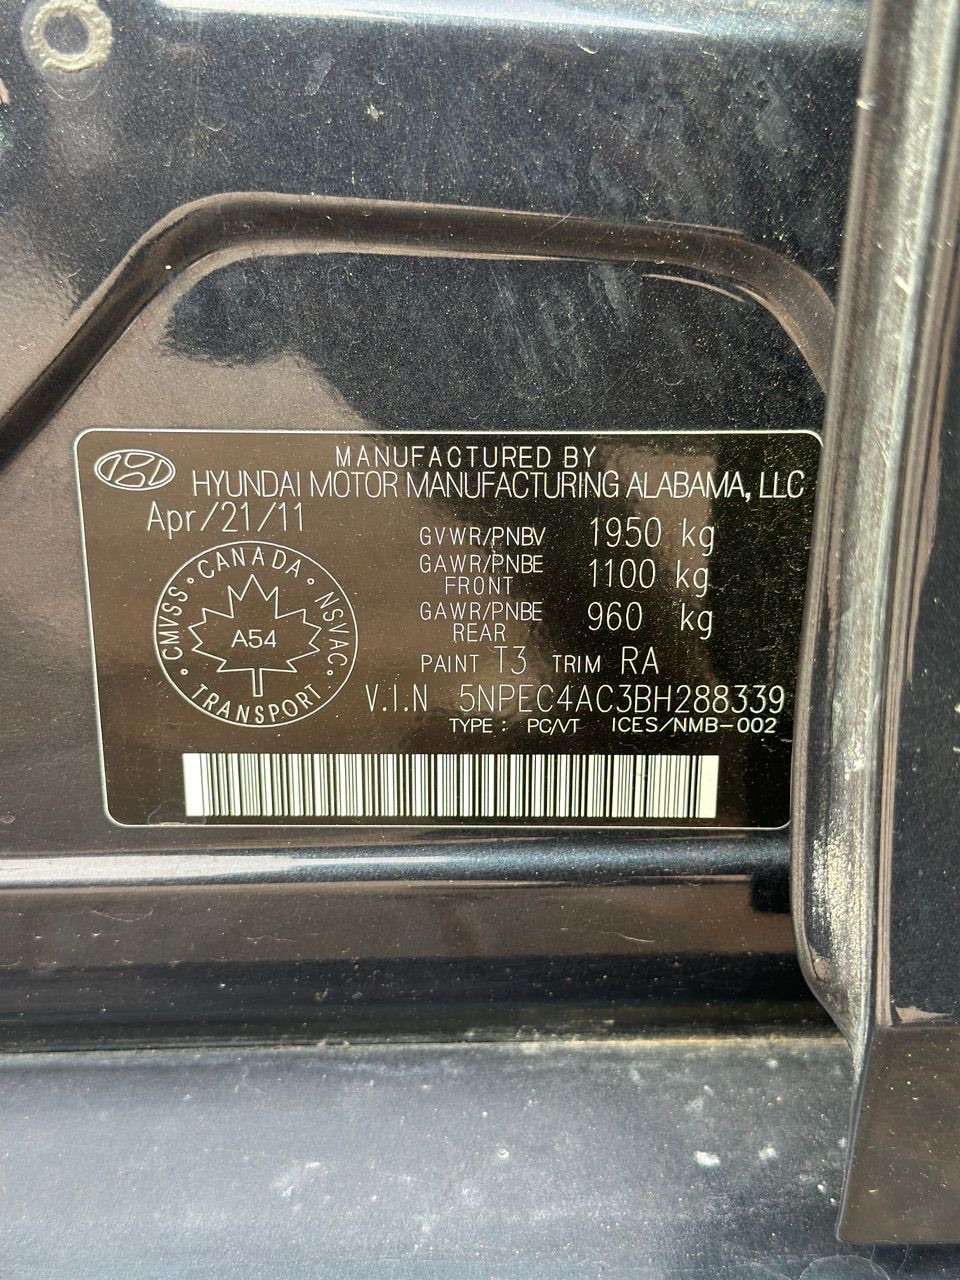 MANUFACTURED BY
HYUNDAI MOTOR MANUFACTURING ALABAMA, LLC
Apr/21/11
GVWR/PNBV 1950 kg
GAWR/PNBE FRONT 1100 kg
GAWR/PNBE REAR 960 kg
PAINT T3 TRIM RA
V.I.N 5NPEC4AC3BH288339
TYPE : PC/VT ICES/NMB-002
CMVSS · CANADA · NSVAC · TRANSPORT ·
A54